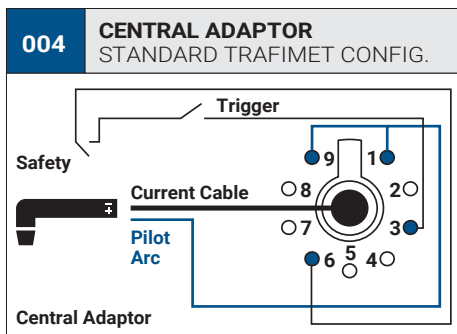 004
CENTRAL ADAPTOR
STANDARD TRAFIMET CONFIG.
Trigger
Safety
9 1
8 2
Current Cable
7 3
Pilot
Arc
6 5 4
Central Adaptor